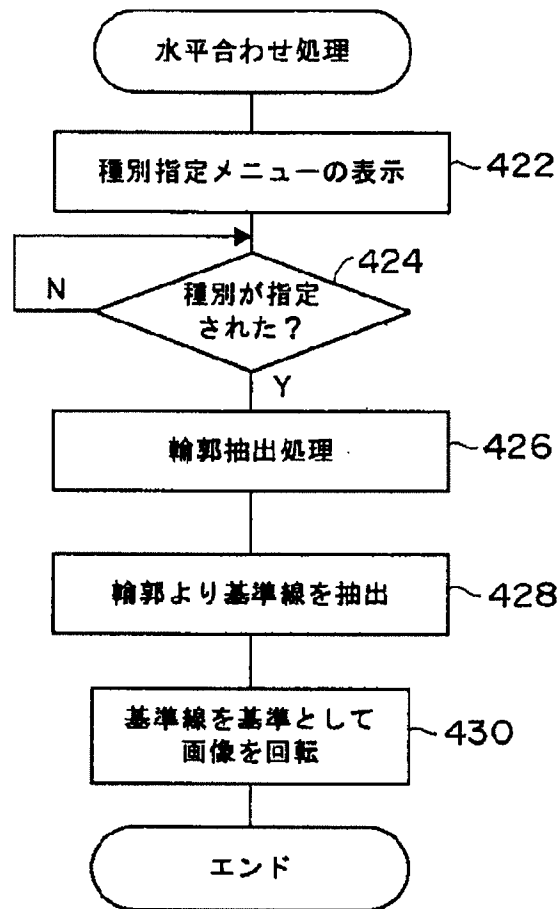 水平合わせ処理
種別指定メニューの表示
422
424
種別が指定
された？
N
Y
輪郭抽出処理
426
輪郭より基準線を抽出
428
基準線を基準として
画像を回転
430
エンド